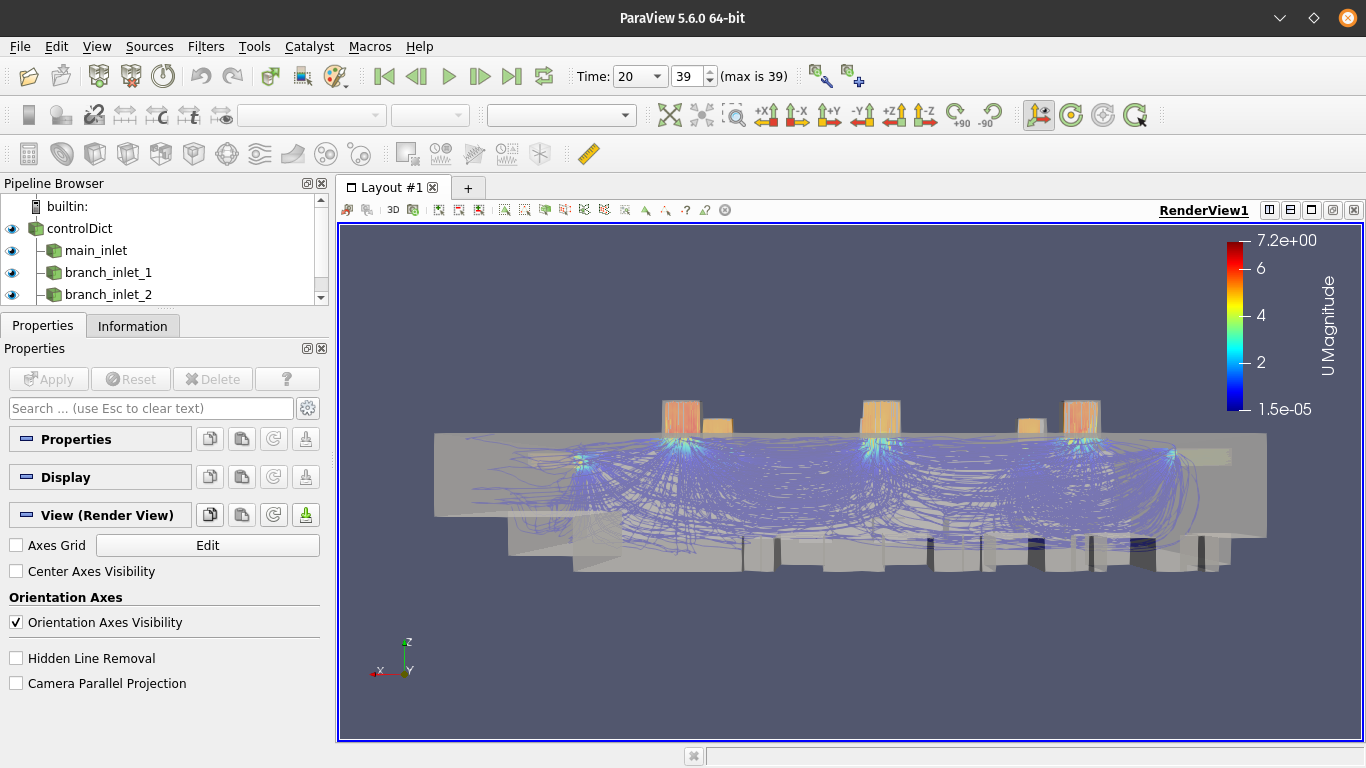 ParaView 5.6.0 64-bit
File Edit View Sources Filters Tools Catalyst Macros Help
Time: 20 39 (max is 39)
+X -X +Y -Y +Z -Z +90 -90
Pipeline Browser
builtin:
controlDict
main_inlet
branch_inlet_1
branch_inlet_2
Properties Information
Properties
Apply Reset Delete ?
Search ... (use Esc to clear text)
Properties
Display
View (Render View)
Axes Grid Edit
Center Axes Visibility
Orientation Axes
Orientation Axes Visibility
Hidden Line Removal
Camera Parallel Projection
Layout #1 +
3D RenderView1
7.2e+00
6
4
2
1.5e-05
U Magnitude
Z
X Y